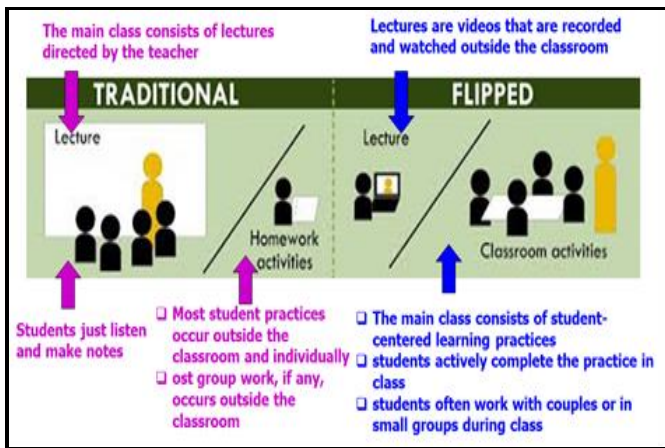 The main class consists of lectures
directed by the teacher
Lectures are videos that are recorded
and watched outside the classroom
TRADITIONAL
FLIPPED
Lecture
Homework
activities
Lecture
Classroom activities
Students just listen
and make notes
❑ Most student practices
occur outside the
classroom and individually
❑ ost group work, if any,
occurs outside the
classroom
❑ The main class consists of student-
centered learning practices
❑ students actively complete the practice in
class
❑ students often work with couples or in
small groups during class